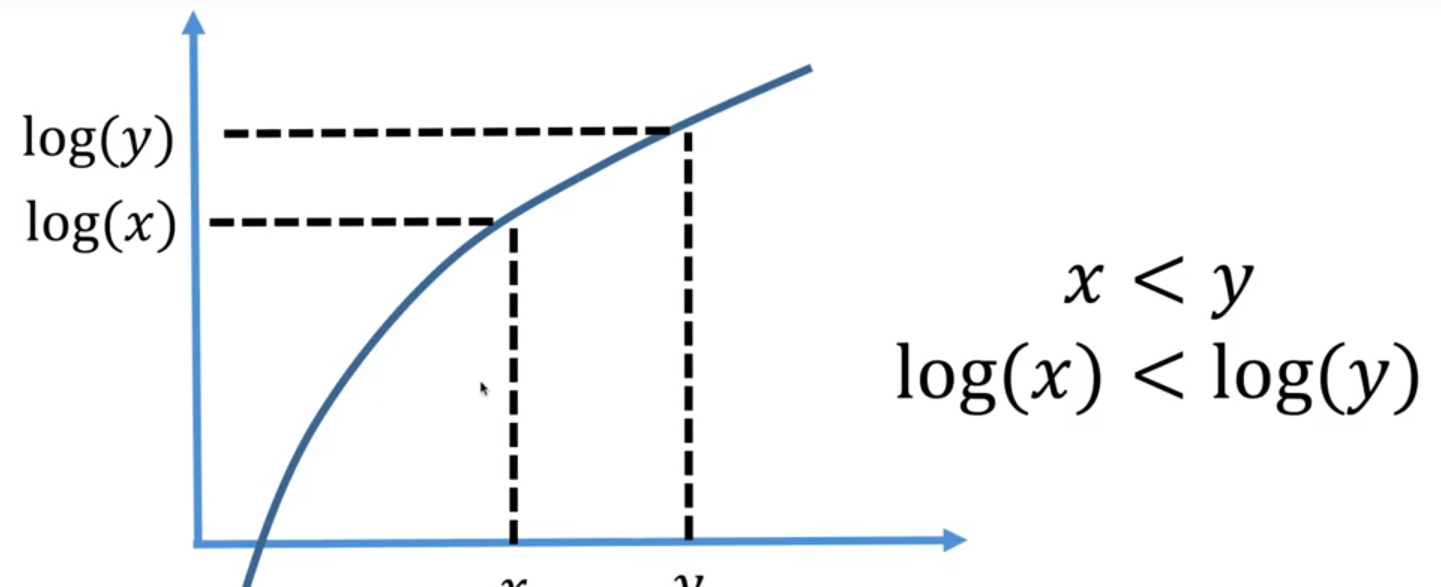 log(y)
log(x)
x < y
log(x) < log(y)
x y